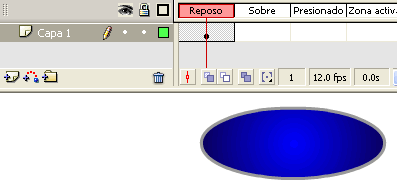 Reposo Sobre Presionado Zona activ
Capa 1
1 12.0 fps 0.0s